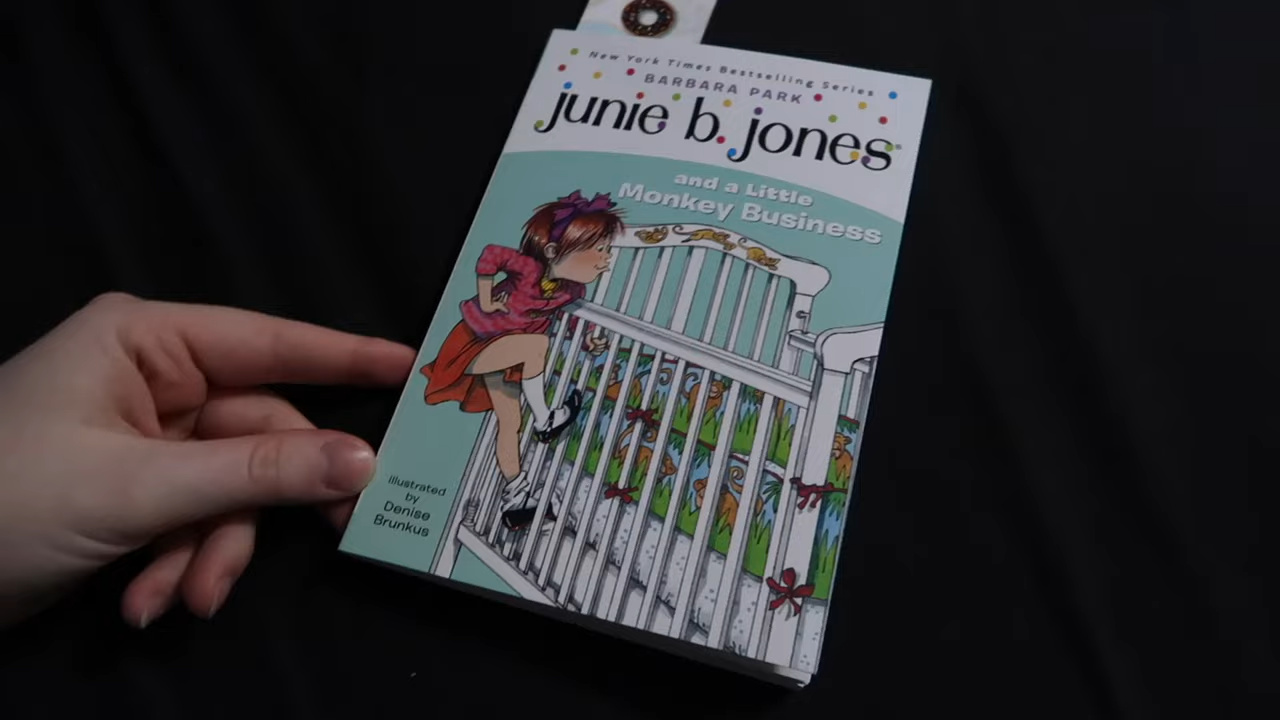 New York Times Bestselling Series
BARBARA PARK
junie b. jones
and a Little
Monkey Business
illustrated
by
Denise
Brunkus